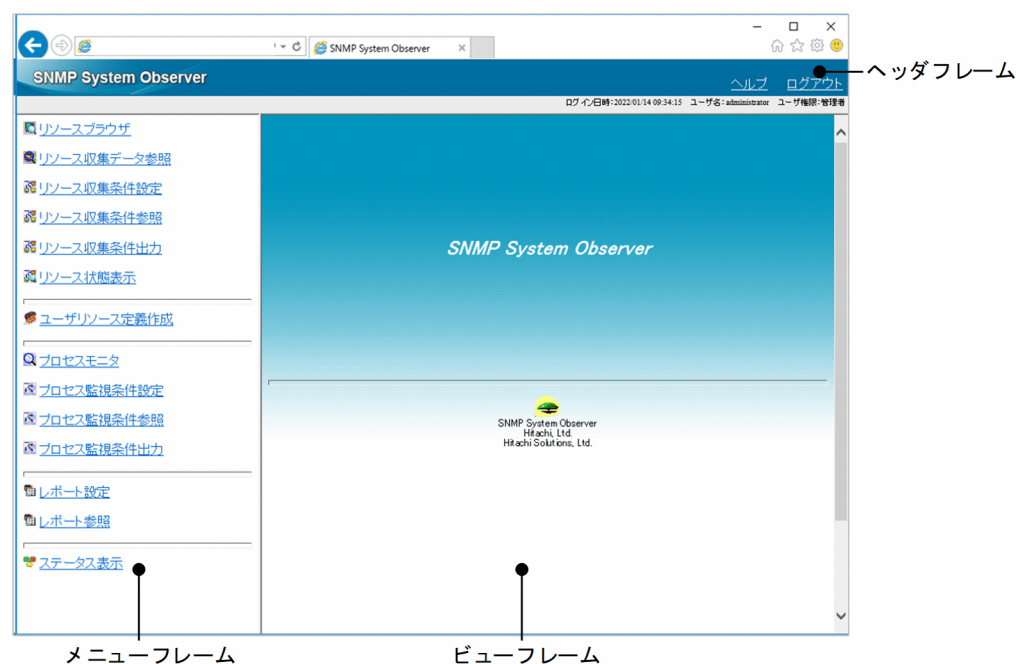 SNMP System Observer
SNMP System Observer
ヘルプ ログアウト
ヘッダフレーム
ログイン日時:2022/01/14 09:34:15 ユーザ名:administrator ユーザ権限:管理者
リソースブラウザ
リソース収集データ参照
リソース収集条件設定
リソース収集条件参照
リソース収集条件出力
リソース状態表示
ユーザリソース定義作成
プロセスモニタ
プロセス監視条件設定
プロセス監視条件参照
プロセス監視条件出力
レポート設定
レポート参照
ステータス表示
SNMP System Observer
SNMP System Observer
Hitachi, Ltd.
Hitachi Solutions, Ltd.
メニューフレーム
ビューフレーム